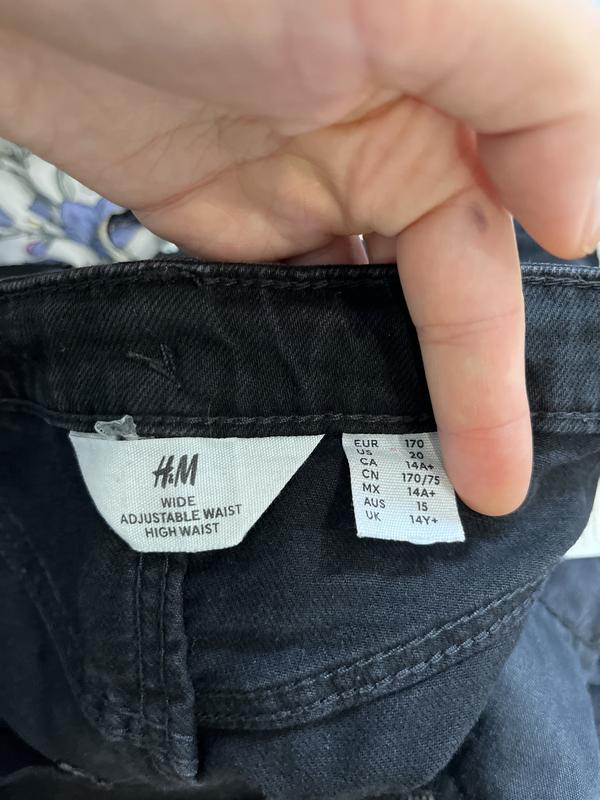 H&M
WIDE
ADJUSTABLE WAIST
HIGH WAIST
EUR 170
US 20
CA 14A+
CN 170/75
MX 14A+
AUS 15
UK 14Y+